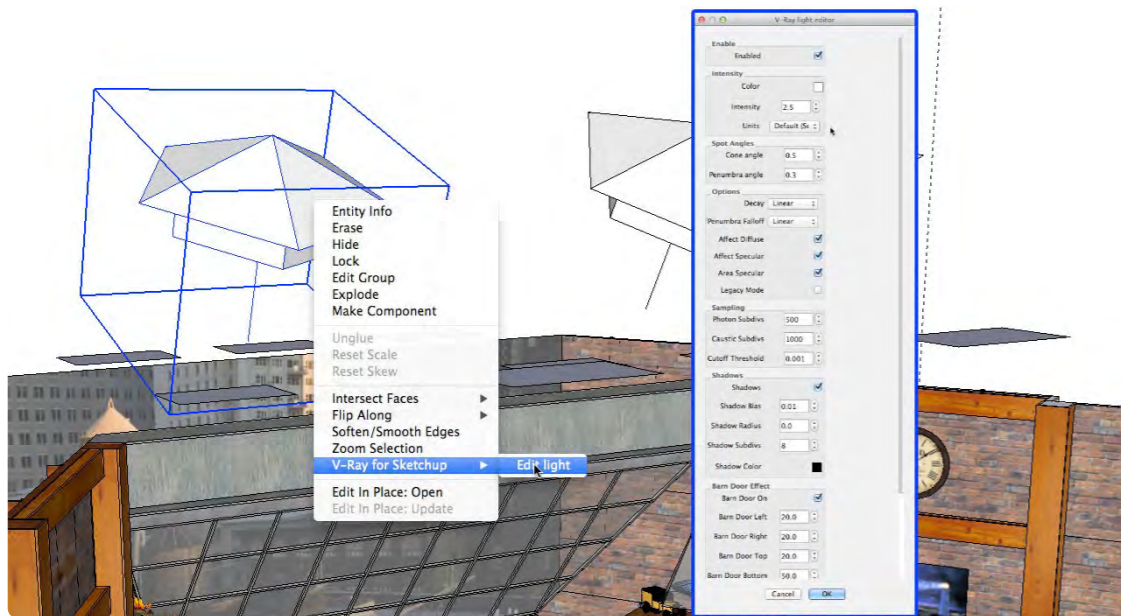 Entity Info
Erase
Hide
Lock
Edit Group
Explode
Make Component
Unglue
Reset Scale
Reset Skew
Intersect Faces
Flip Along
Soften/Smooth Edges
Zoom Selection
V-Ray for Sketchup
Edit light
Edit In Place: Open
Edit In Place: Update
V-Ray light editor
Enable
Enabled
Intensity
Color
Intensity 2.5
Units Default (Sc
Spot Angles
Cone angle 0.5
Penumbra angle 0.3
Options
Decay Linear
Penumbra Falloff Linear
Affect Diffuse
Affect Specular
Area Specular
Legacy Mode
Sampling
Photon Subdivs 500
Caustic Subdivs 1000
Cutoff Threshold 0.001
Shadows
Shadows
Shadow Bias 0.01
Shadow Radius 0.0
Shadow Subdivs 8
Shadow Color
Barn Door Effect
Barn Door On
Barn Door Left 20.0
Barn Door Right 20.0
Barn Door Top 20.0
Barn Door Bottom 50.0
Cancel OK